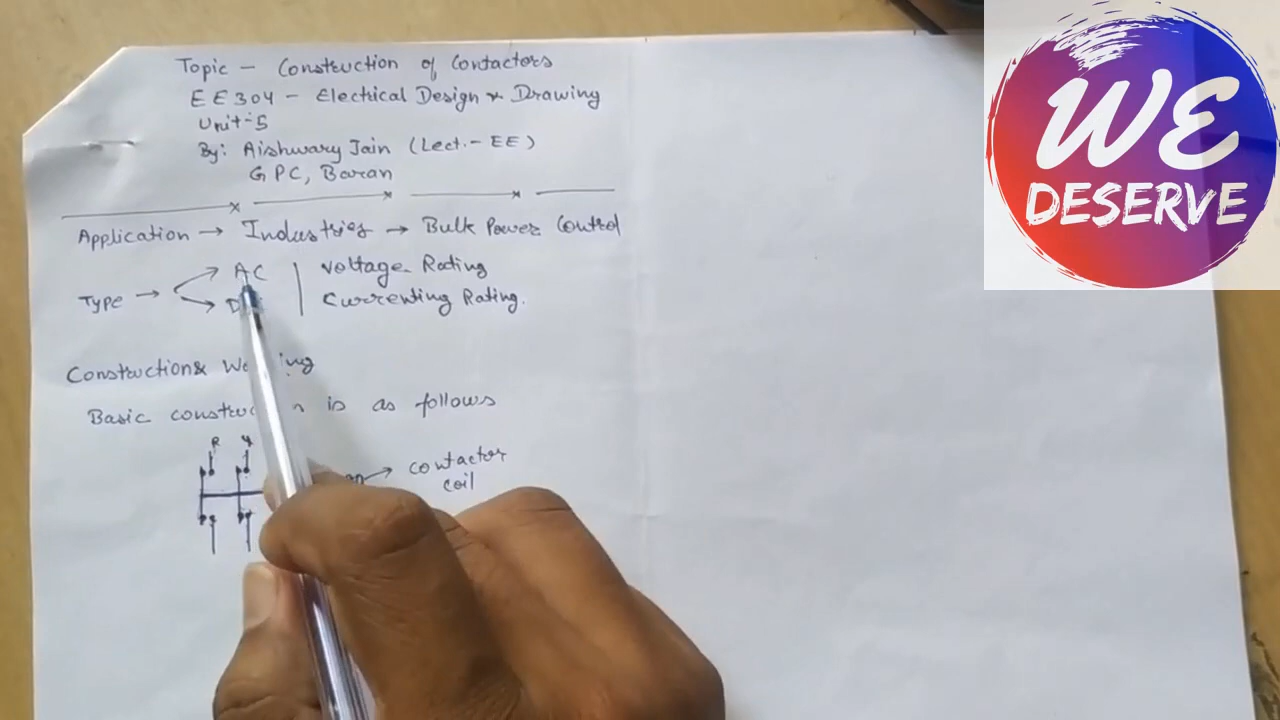 Topic - Construction of Contactors
EE304 - Electrical Design & Drawing
Unit-5
By: Aishwary Jain (Lect.- EE)
GPC, Baran
Application → Industries → Bulk Power Control
Type → AC | Voltage Rating
Currenting Rating.
Construction&
Basic is as follows
R Y
contactor
coil
WE
DESERVE